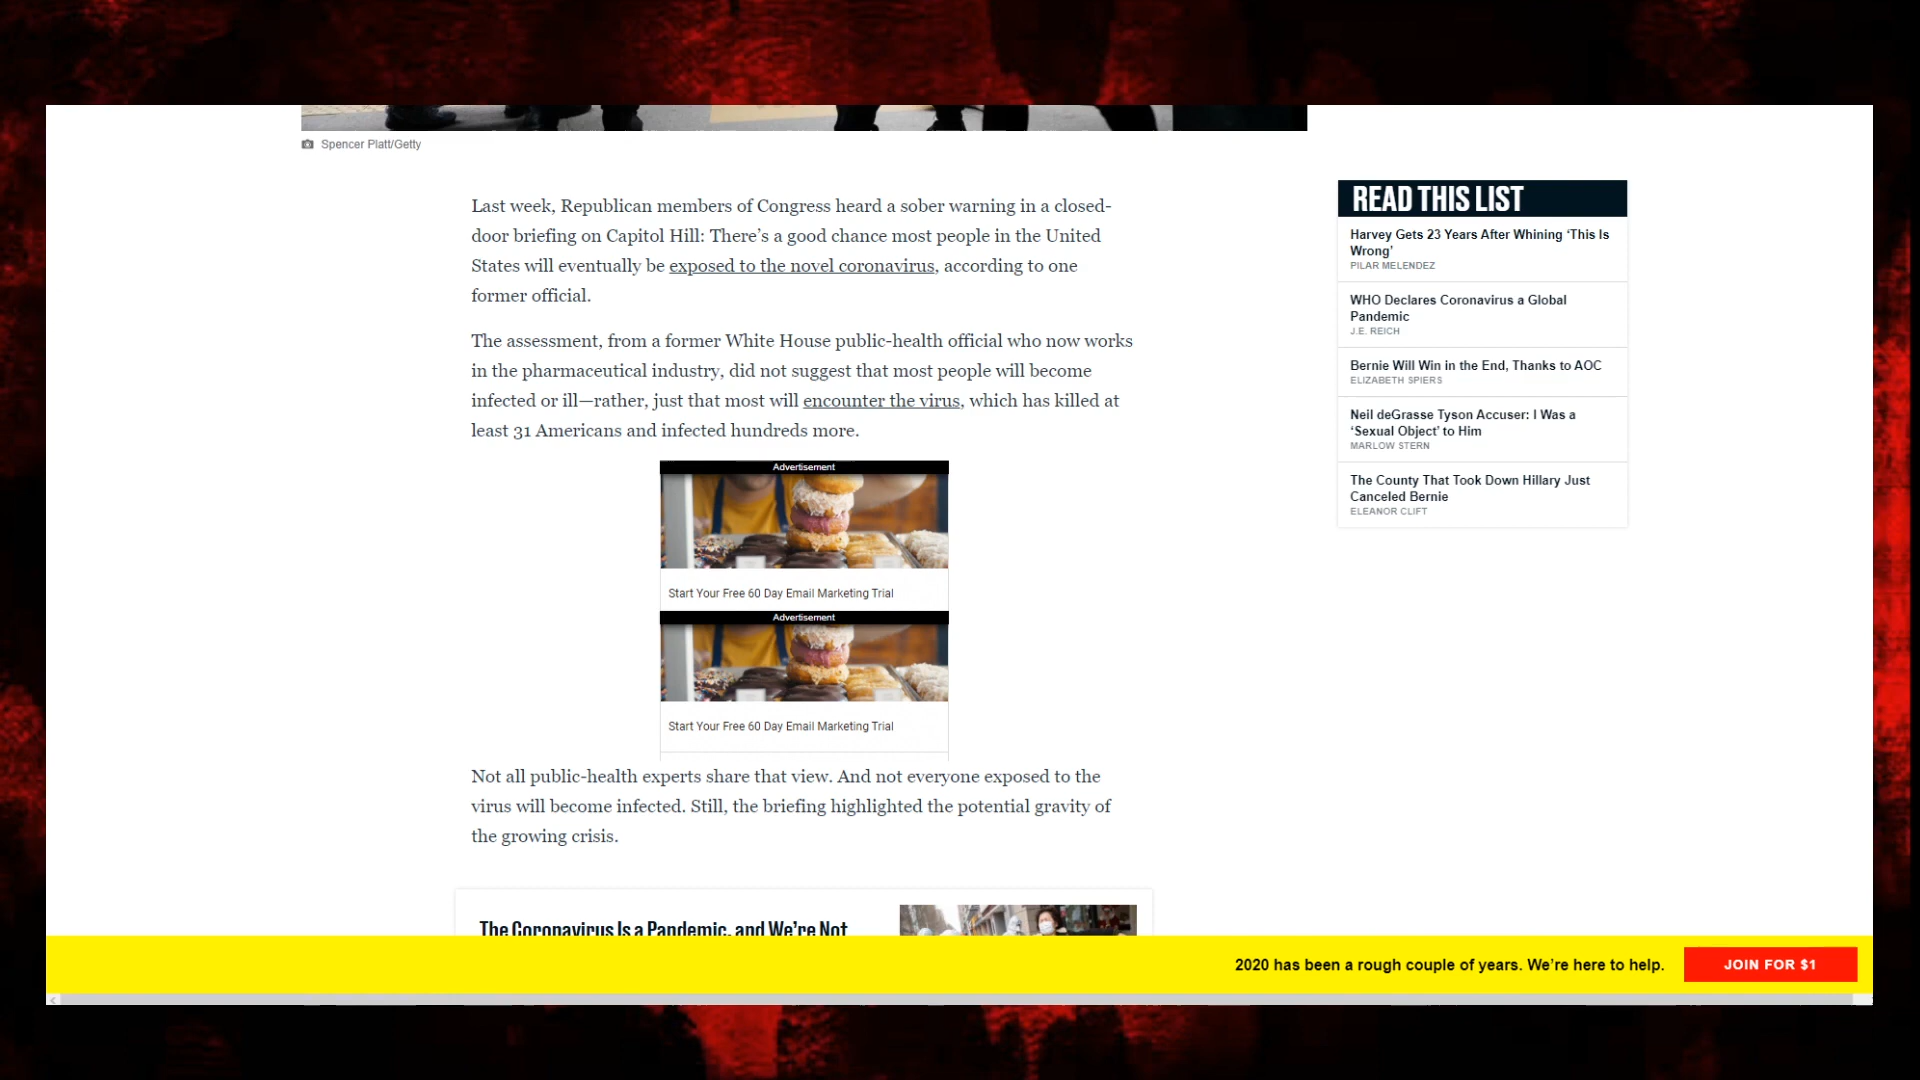 Spencer Platt/Getty
Last week, Republican members of Congress heard a sober warning in a closed-
door briefing on Capitol Hill: There’s a good chance most people in the United
States will eventually be exposed to the novel coronavirus, according to one
former official.
The assessment, from a former White House public-health official who now works
in the pharmaceutical industry, did not suggest that most people will become
infected or ill—rather, just that most will encounter the virus, which has killed at
least 31 Americans and infected hundreds more.
Advertisement
Start Your Free 60 Day Email Marketing Trial
Advertisement
Start Your Free 60 Day Email Marketing Trial
Not all public-health experts share that view. And not everyone exposed to the
virus will become infected. Still, the briefing highlighted the potential gravity of
the growing crisis.
The Coronavirus Is a Pandemic, and We’re Not
READ THIS LIST
Harvey Gets 23 Years After Whining ‘This Is
Wrong’
PILAR MELENDEZ
WHO Declares Coronavirus a Global
Pandemic
J.E. REICH
Bernie Will Win in the End, Thanks to AOC
ELIZABETH SPIERS
Neil deGrasse Tyson Accuser: I Was a
‘Sexual Object’ to Him
MARLOW STERN
The County That Took Down Hillary Just
Canceled Bernie
ELEANOR CLIFT
2020 has been a rough couple of years. We’re here to help.
JOIN FOR $1